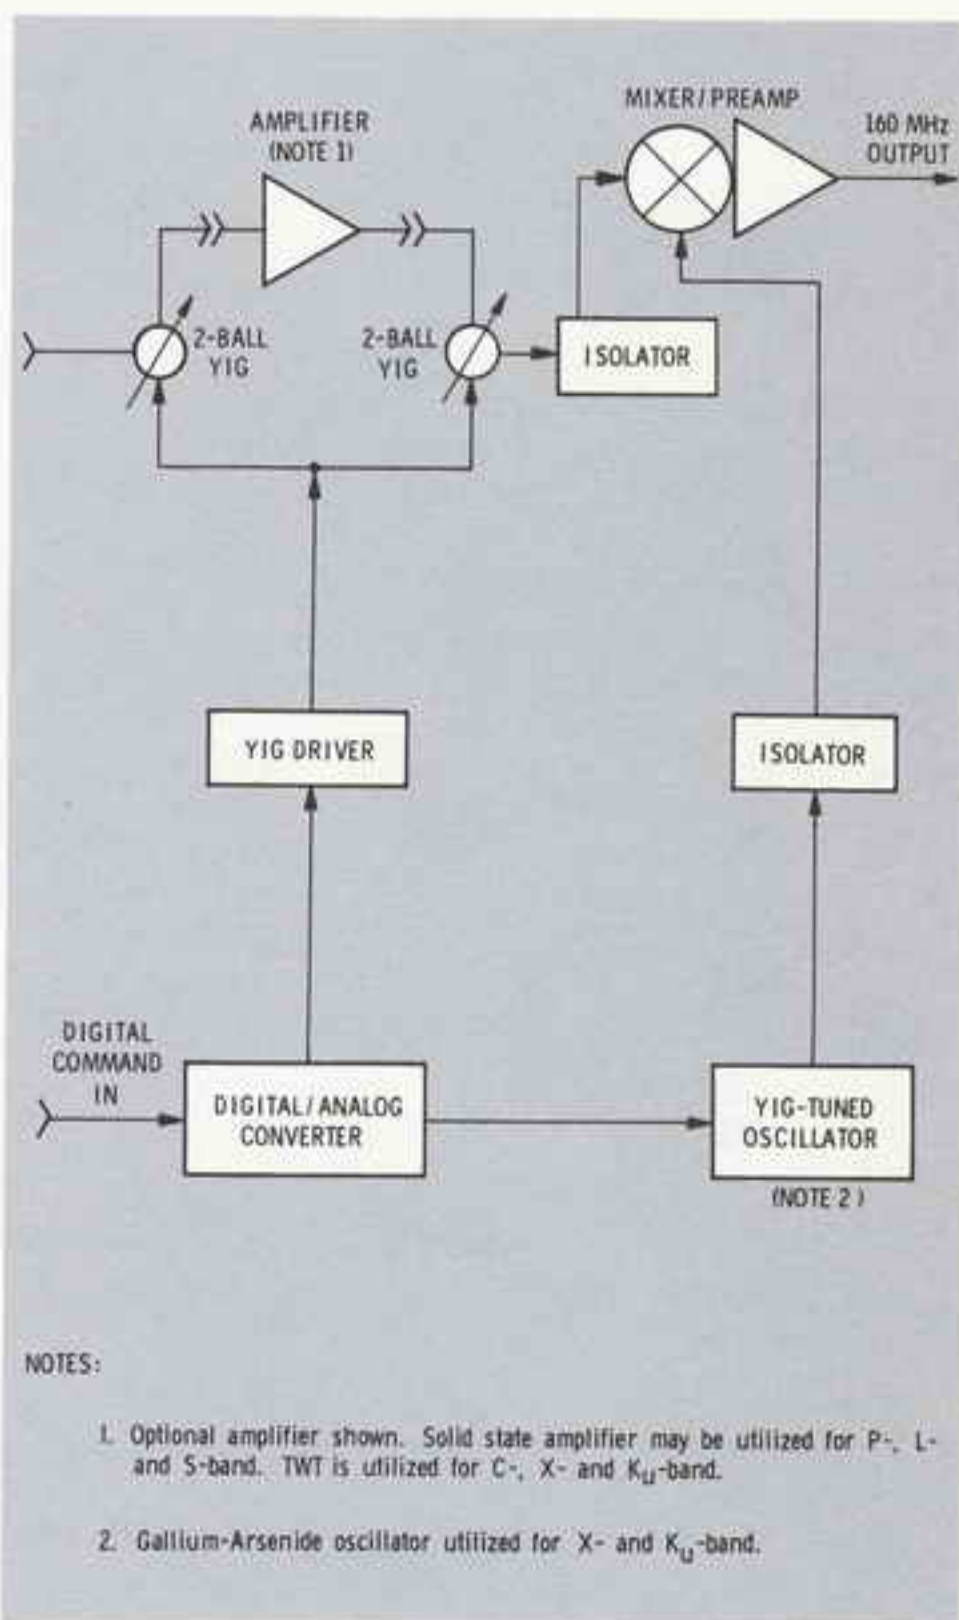 MIXER/PREAMP
AMPLIFIER
(NOTE 1)
160 MHz
OUTPUT
2-BALL
YIG
2-BALL
YIG
ISOLATOR
YIG DRIVER
ISOLATOR
DIGITAL
COMMAND
IN
DIGITAL/ANALOG
CONVERTER
YIG-TUNED
OSCILLATOR
(NOTE 2)
NOTES:
1. Optional amplifier shown. Solid state amplifier may be utilized for P-, L-
and S-band. TWT is utilized for C-, X- and Ku-band.
2. Gallium-Arsenide oscillator utilized for X- and Ku-band.